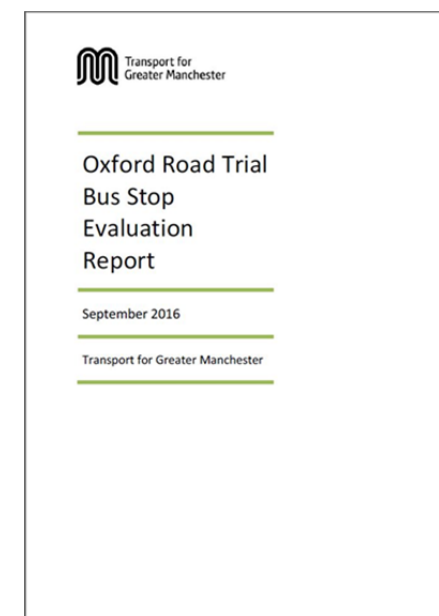 Transport for
Greater Manchester
Oxford Road Trial
Bus Stop
Evaluation
Report
September 2016
Transport for Greater Manchester